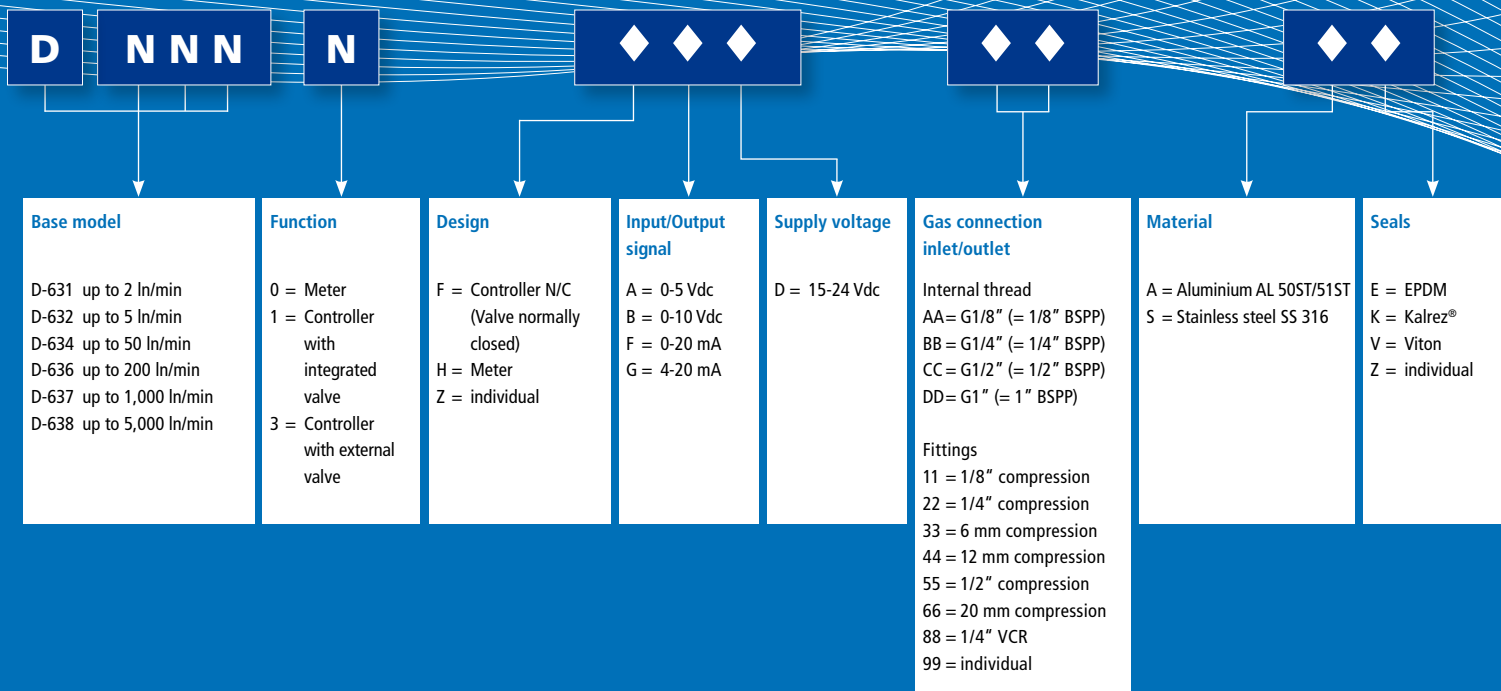 D NNN N ♦♦♦ ♦♦ ♦♦
Base model
D-631 up to 2 ln/min
D-632 up to 5 ln/min
D-634 up to 50 ln/min
D-636 up to 200 ln/min
D-637 up to 1,000 ln/min
D-638 up to 5,000 ln/min
Function
0 = Meter
1 = Controller
with
integrated
valve
3 = Controller
with external
valve
Design
F = Controller N/C
(Valve normally
closed)
H = Meter
Z = individual
Input/Output
signal
A = 0-5 Vdc
B = 0-10 Vdc
F = 0-20 mA
G = 4-20 mA
Supply voltage
D = 15-24 Vdc
Gas connection
inlet/outlet
Internal thread
AA= G1/8" (= 1/8" BSPP)
BB = G1/4" (= 1/4" BSPP)
CC = G1/2" (= 1/2" BSPP)
DD= G1" (= 1" BSPP)
Fittings
11 = 1/8" compression
22 = 1/4" compression
33 = 6 mm compression
44 = 12 mm compression
55 = 1/2" compression
66 = 20 mm compression
88 = 1/4" VCR
99 = individual
Material
A = Aluminium AL 50ST/51ST
S = Stainless steel SS 316
Seals
E = EPDM
K = Kalrez®
V = Viton
Z = individual